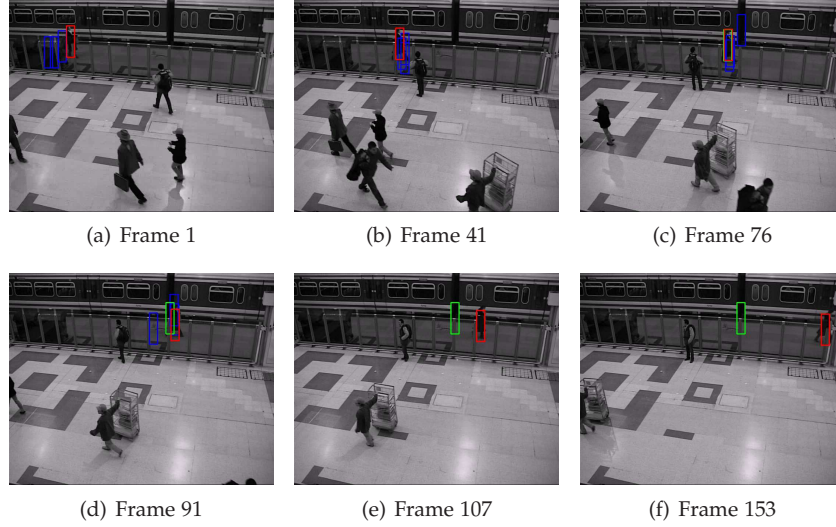 (a) Frame 1
(b) Frame 41
(c) Frame 76
(d) Frame 91
(e) Frame 107
(f) Frame 153